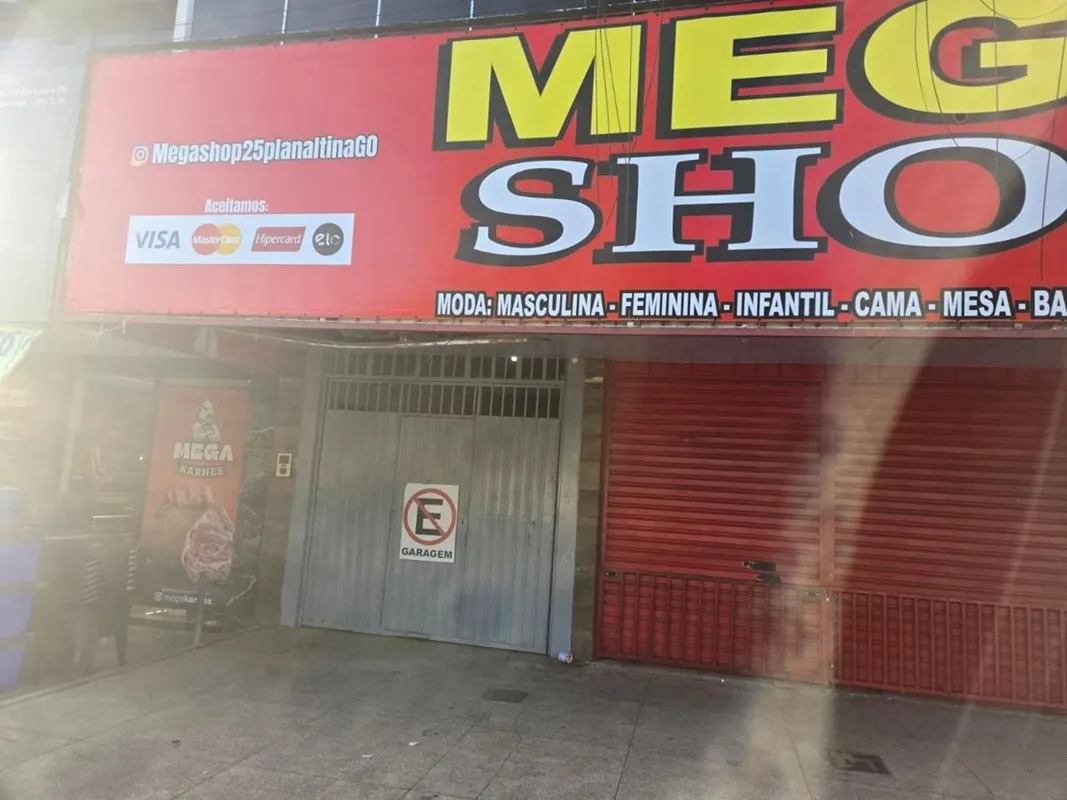 MEG
SHO
Megashop25planaltinaGO
Aceitamos:
VISA MasterCard Hipercard elo
MODA: MASCULINA - FEMININA - INFANTIL - CAMA - MESA - BA
MEGA
KARNES
E
GARAGEM